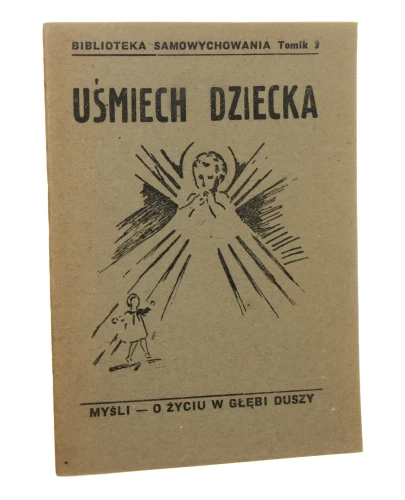 BIBLIOTEKA SAMOWYCHOWANIA Tomik 3
UŚMIECH DZIECKA
MYŚLI — O ŻYCIU W GŁĘBI DUSZY